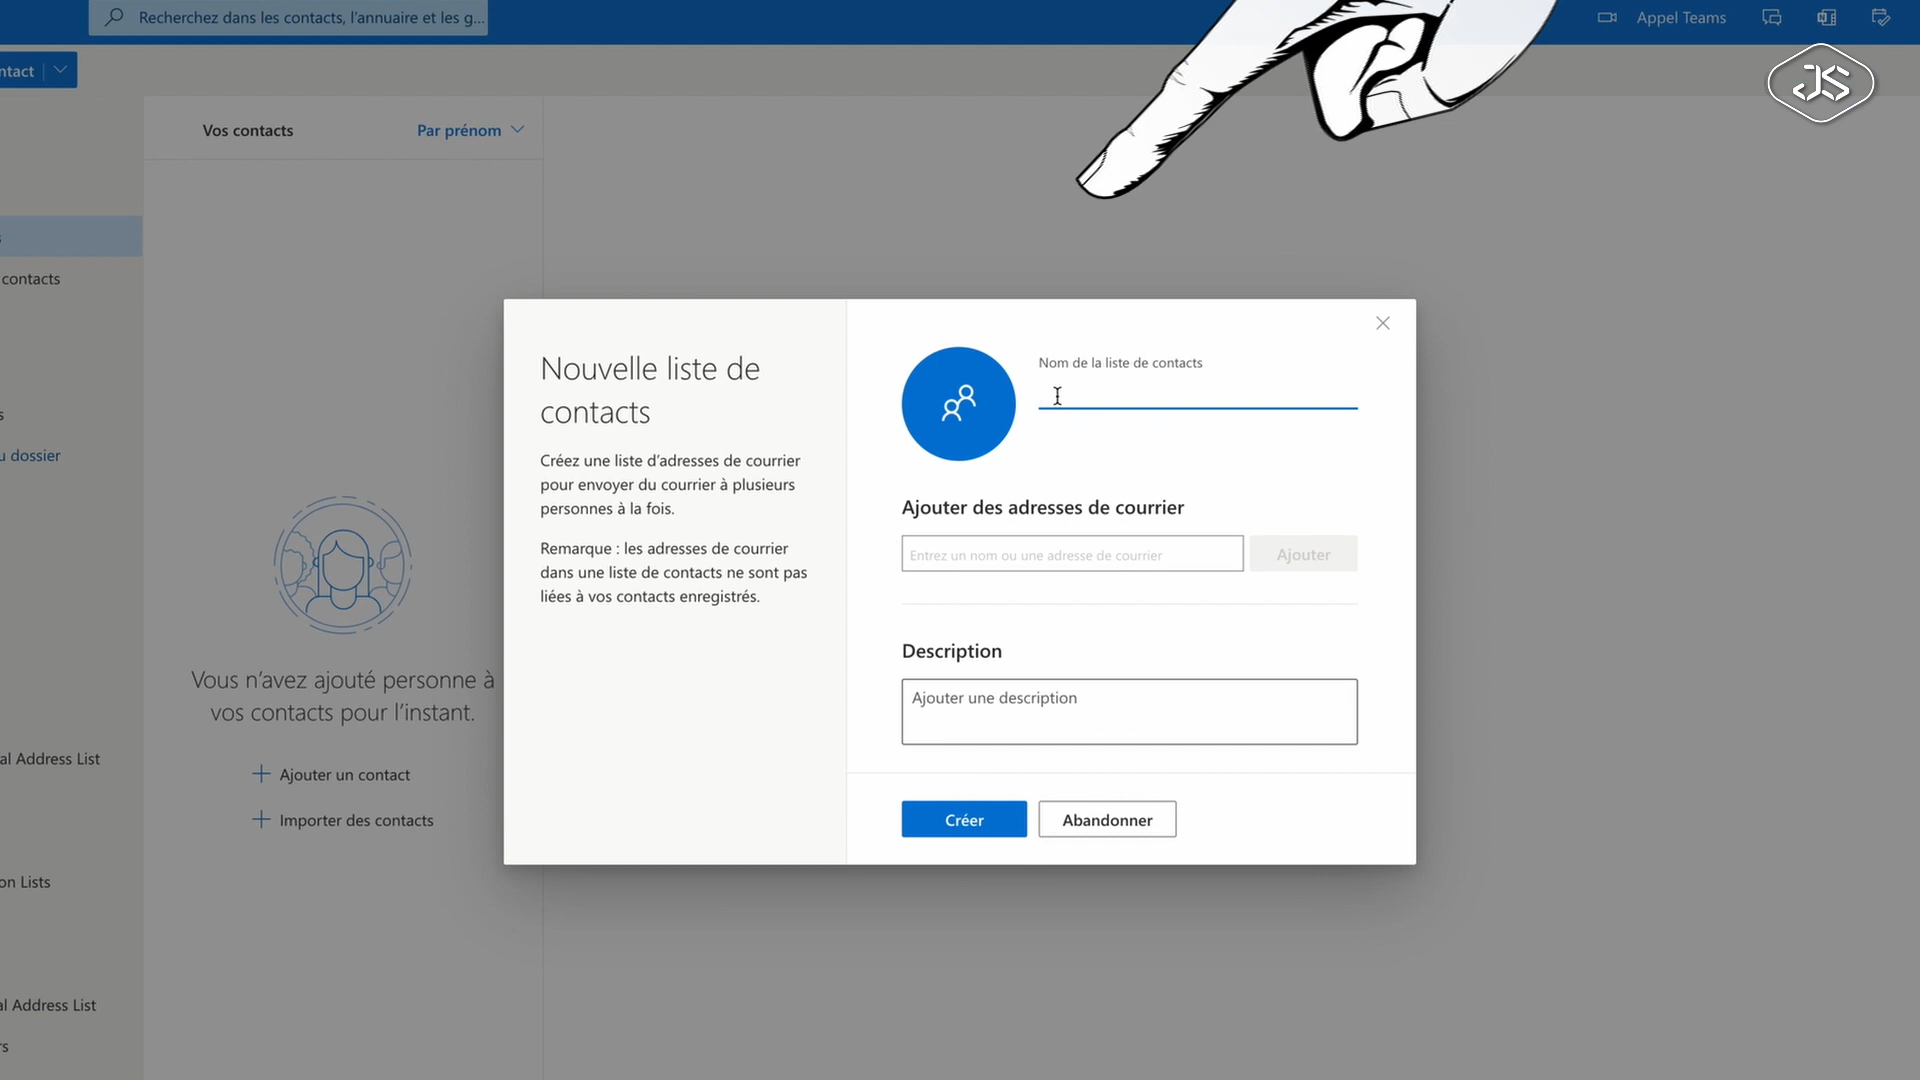 Recherchez dans les contacts, l'annuaire et les g...
Appel Teams
ntact
JS
Vos contacts
Par prénom
s
contacts
s
u dossier
al Address List
on Lists
al Address List
rs
Vous n'avez ajouté personne à
vos contacts pour l'instant.
Ajouter un contact
Importer des contacts
Nouvelle liste de
contacts
Créez une liste d'adresses de courrier
pour envoyer du courrier à plusieurs
personnes à la fois.
Remarque : les adresses de courrier
dans une liste de contacts ne sont pas
liées à vos contacts enregistrés.
Nom de la liste de contacts
Ajouter des adresses de courrier
Entrez un nom ou une adresse de courrier
Ajouter
Description
Ajouter une description
Créer
Abandonner